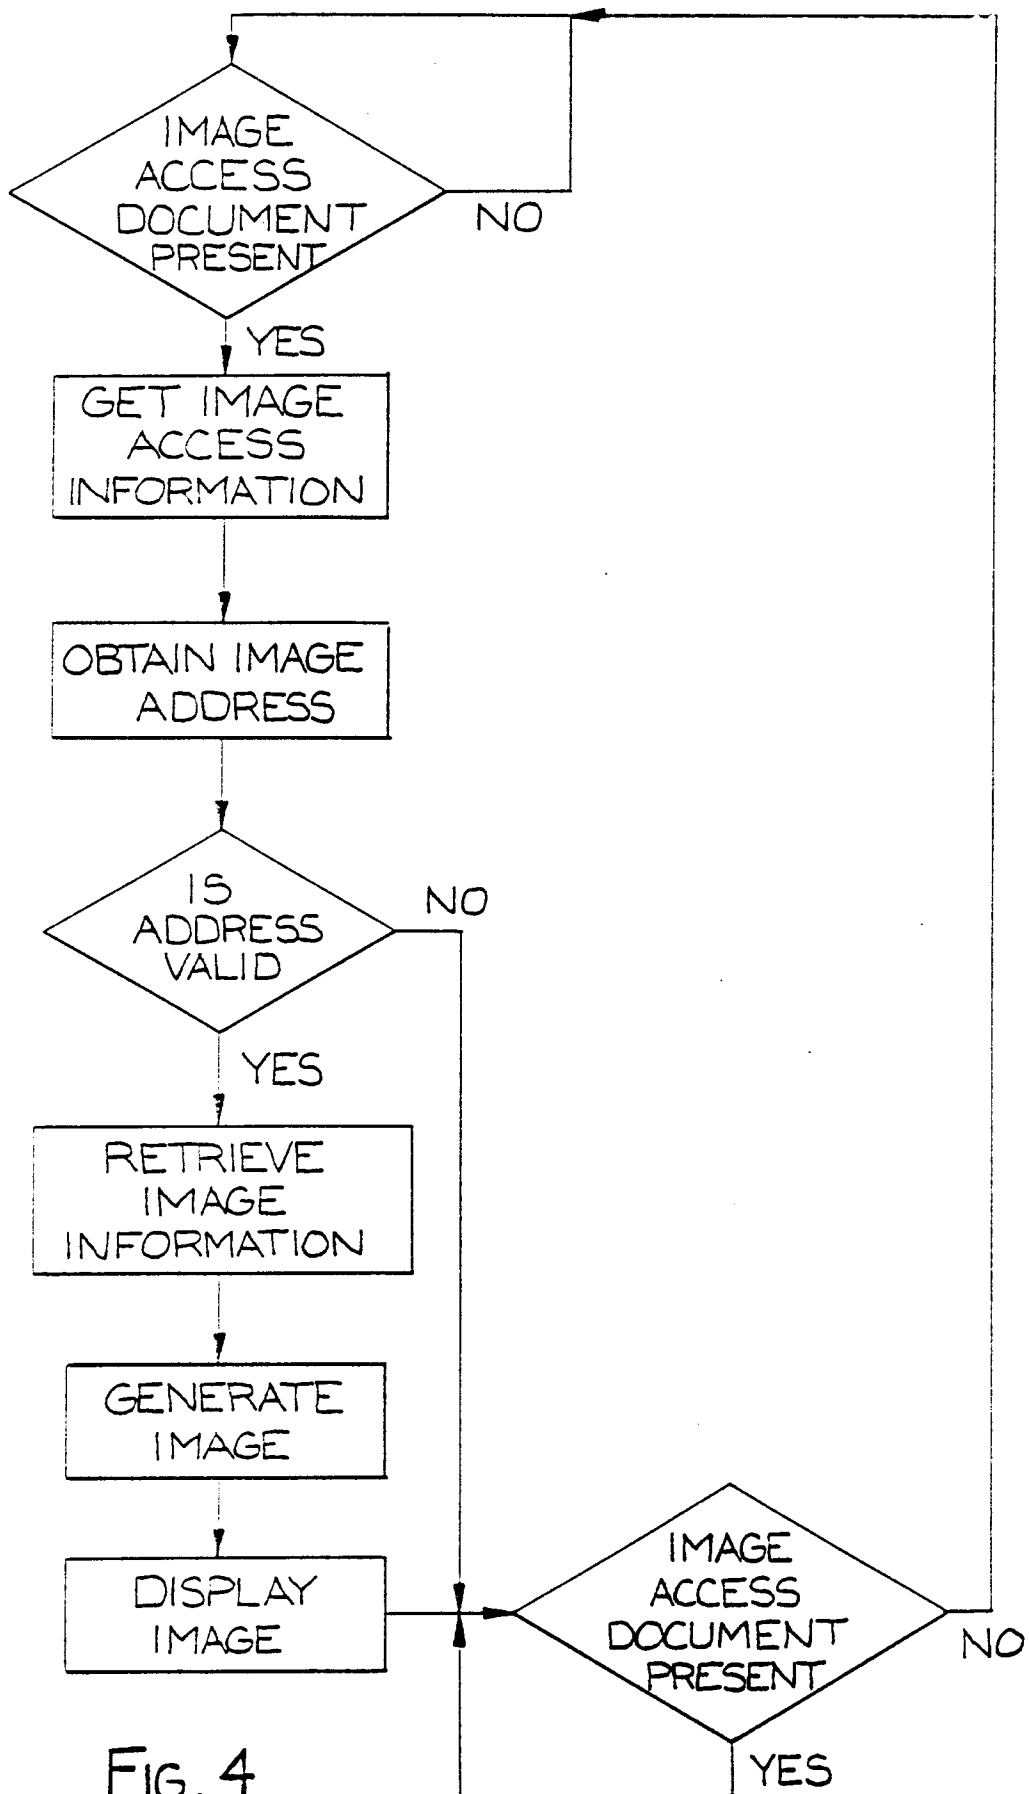 IMAGE
ACCESS
DOCUMENT
PRESENT
NO
YES
GET IMAGE
ACCESS
INFORMATION
OBTAIN IMAGE
ADDRESS
IS
ADDRESS
VALID
NO
YES
RETRIEVE
IMAGE
INFORMATION
GENERATE
IMAGE
DISPLAY
IMAGE
IMAGE
ACCESS
DOCUMENT
PRESENT
NO
YES
FIG. 4